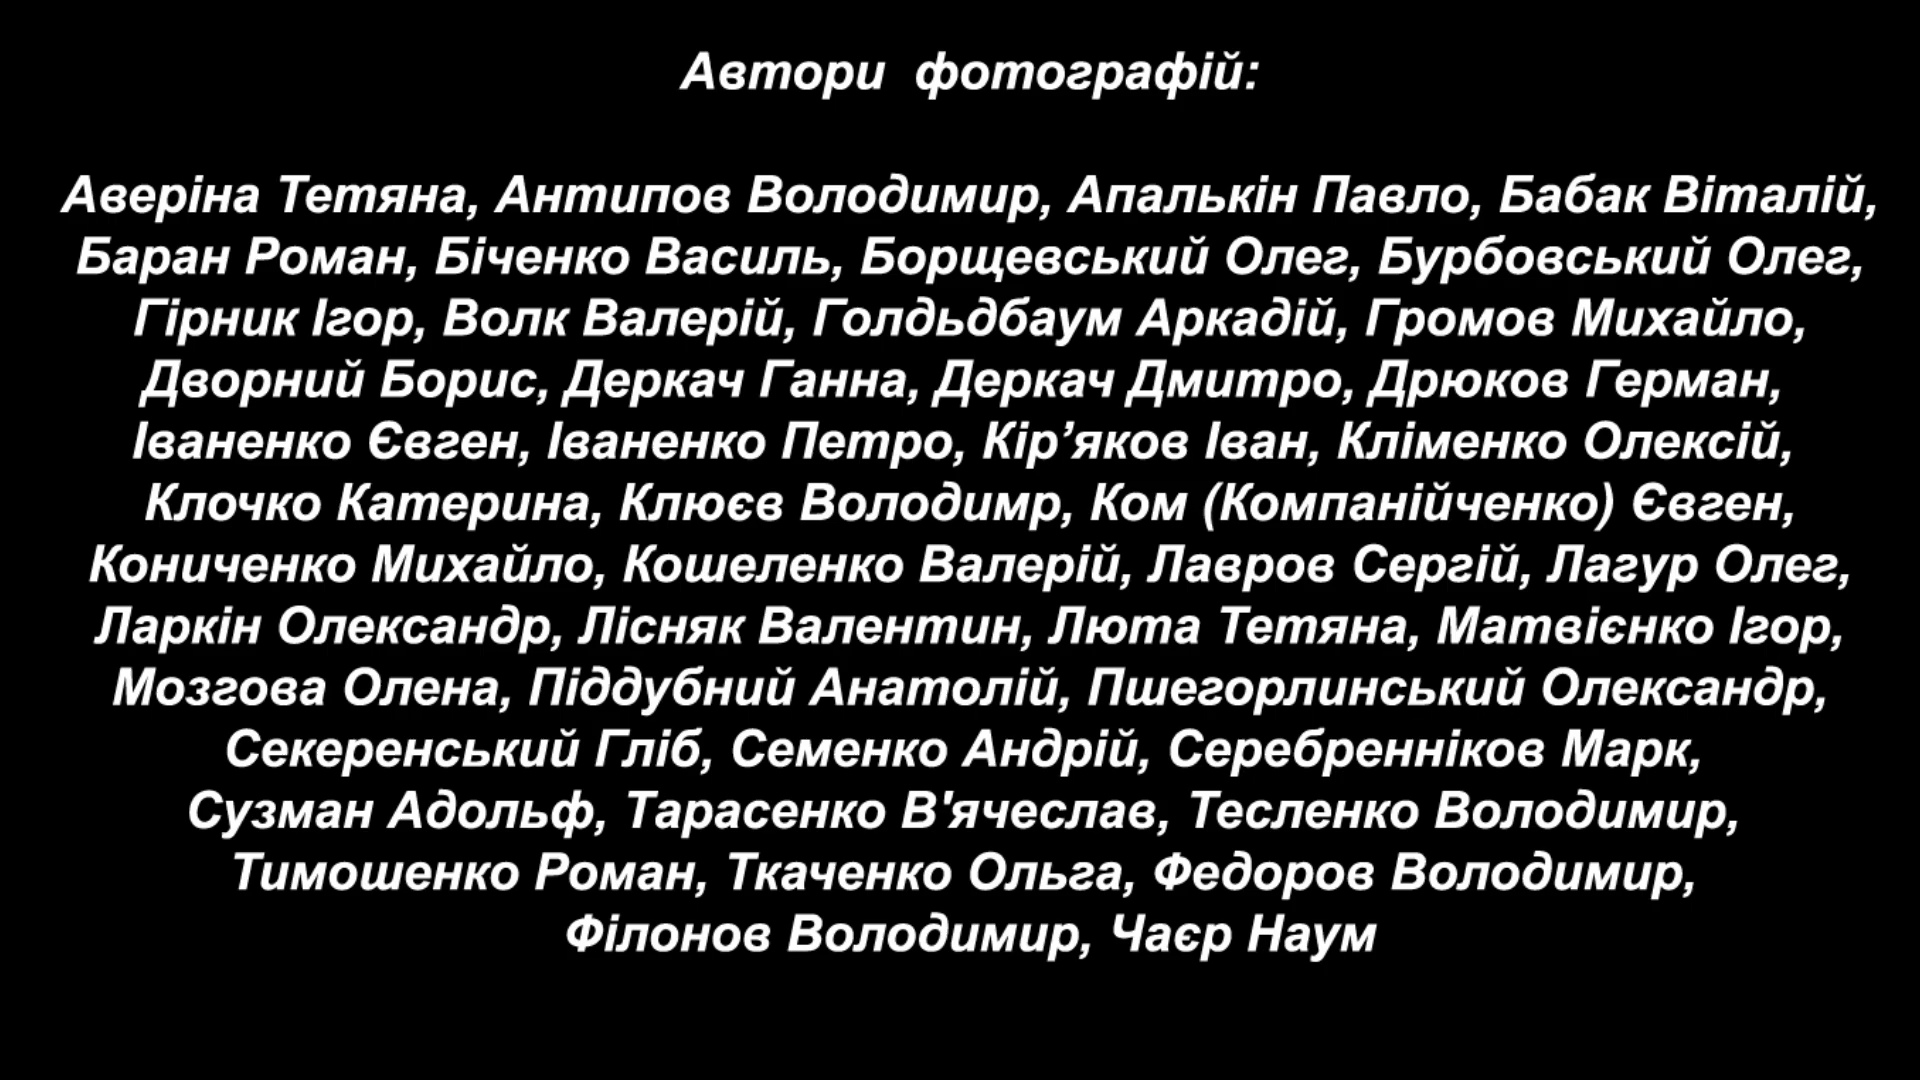 Автори фотографій:
Аверіна Тетяна, Антипов Володимир, Апалькін Павло, Бабак Віталій,
Баран Роман, Біченко Василь, Борщевський Олег, Бурбовський Олег,
Гірник Ігор, Волк Валерій, Голдьдбаум Аркадій, Громов Михайло,
Дворний Борис, Деркач Ганна, Деркач Дмитро, Дрюков Герман,
Іваненко Євген, Іваненко Петро, Кір’яков Іван, Кліменко Олексій,
Клочко Катерина, Клюєв Володимр, Ком (Компанійченко) Євген,
Кониченко Михайло, Кошеленко Валерій, Лавров Сергій, Лагур Олег,
Ларкін Олександр, Лісняк Валентин, Люта Тетяна, Матвієнко Ігор,
Мозгова Олена, Піддубний Анатолій, Пшегорлинський Олександр,
Секеренський Гліб, Семенко Андрій, Серебренніков Марк,
Сузман Адольф, Тарасенко В'ячеслав, Тесленко Володимир,
Тимошенко Роман, Ткаченко Ольга, Федоров Володимир,
Філонов Володимир, Чаєр Наум